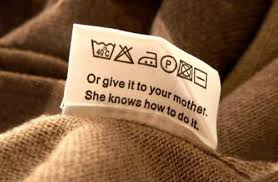 40°C P
Or give it to your mother.
She knows how to do it.